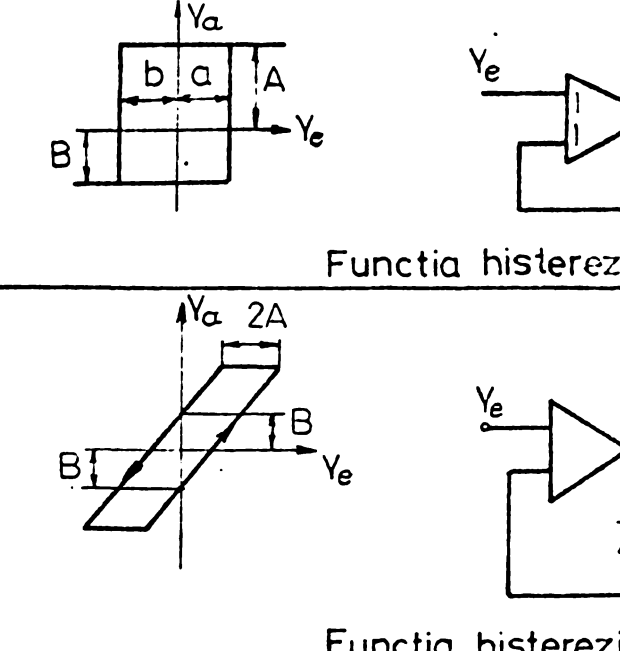 Ya
b a A
Ye
B
Ye
Functia histerez
Ya 2A
B
B
Ye
Ye
Functia histerezi